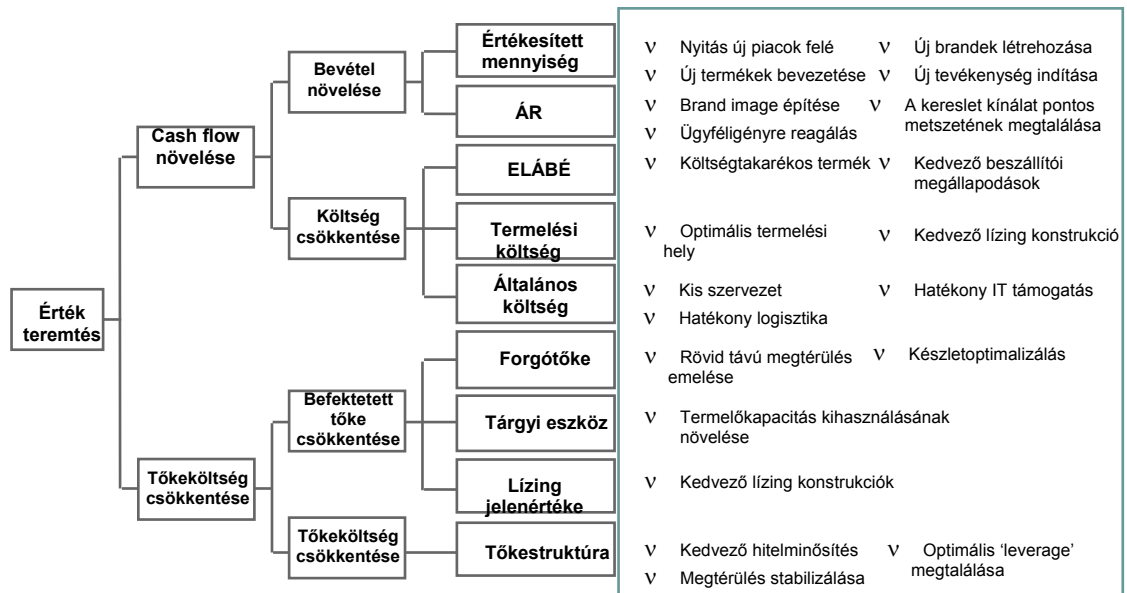 Érték
teremtés
Cash flow
növelése
Tőkeköltség
csökkentése
Bevétel
növelése
Költség
csökkentése
Befektetett
tőke
csökkentése
Tőkeköltség
csökkentése
Értékesített
mennyiség
ÁR
ELÁBÉ
Termelési
költség
Általános
költség
Forgótőke
Tárgyi eszköz
Lízing
jelenértéke
Tőkestruktúra
ν Nyitás új piacok felé
ν Új brandek létrehozása
ν Új termékek bevezetése
ν Új tevékenység indítása
ν Brand image építése
ν A kereslet kínálat pontos
metszetének megtalálása
ν Ügyféligényre reagálás
ν Költségtakarékos termék
ν Kedvező beszállítói
megállapodások
ν Optimális termelési
hely
ν Kedvező lízing konstrukció
ν Kis szervezet
ν Hatékony IT támogatás
ν Hatékony logisztika
ν Rövid távú megtérülés
emelése
ν Készletoptimalizálás
ν Termelőkapacitás kihasználásának
növelése
ν Kedvező lízing konstrukciók
ν Kedvező hitelminősítés
ν Optimális ‘leverage’
megtalálása
ν Megtérülés stabilizálása